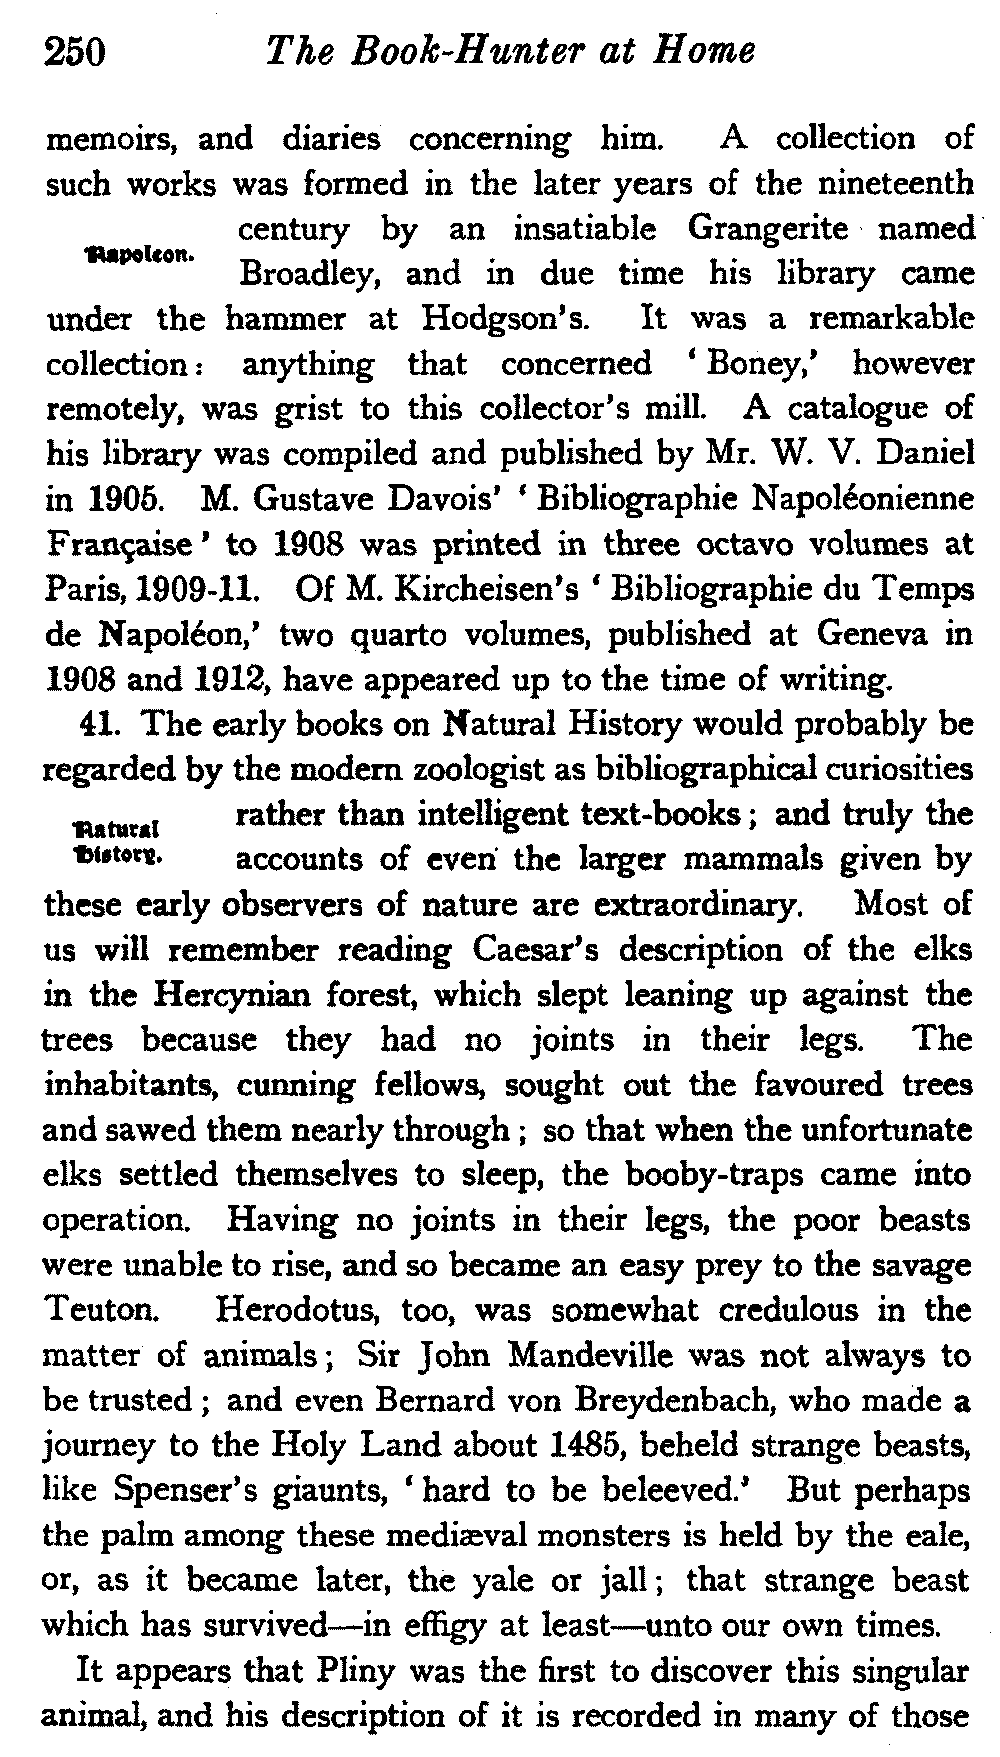 250 The Book-Hunter at Home
memoirs, and diaries concerning him. A collection of
such works was formed in the later years of the nineteenth
century by an insatiable Grangerite named
Napoleon.
Broadley, and in due time his library came
under the hammer at Hodgson's. It was a remarkable
collection: anything that concerned ‘ Boney,’ however
remotely, was grist to this collector's mill. A catalogue of
his library was compiled and published by Mr. W. V. Daniel
in 1905. M. Gustave Davois’ ‘ Bibliographie Napoléonienne
Française ’ to 1908 was printed in three octavo volumes at
Paris, 1909-11. Of M. Kircheisen's ‘ Bibliographie du Temps
de Napoléon,’ two quarto volumes, published at Geneva in
1908 and 1912, have appeared up to the time of writing.
41. The early books on Natural History would probably be
regarded by the modern zoologist as bibliographical curiosities
rather than intelligent text-books ; and truly the
Natural
History.
accounts of even the larger mammals given by
these early observers of nature are extraordinary. Most of
us will remember reading Caesar's description of the elks
in the Hercynian forest, which slept leaning up against the
trees because they had no joints in their legs. The
inhabitants, cunning fellows, sought out the favoured trees
and sawed them nearly through ; so that when the unfortunate
elks settled themselves to sleep, the booby-traps came into
operation. Having no joints in their legs, the poor beasts
were unable to rise, and so became an easy prey to the savage
Teuton. Herodotus, too, was somewhat credulous in the
matter of animals ; Sir John Mandeville was not always to
be trusted ; and even Bernard von Breydenbach, who made a
journey to the Holy Land about 1485, beheld strange beasts,
like Spenser's giaunts, ‘ hard to be beleeved.’ But perhaps
the palm among these mediæval monsters is held by the eale,
or, as it became later, the yale or jall ; that strange beast
which has survived—in effigy at least—unto our own times.
It appears that Pliny was the first to discover this singular
animal, and his description of it is recorded in many of those